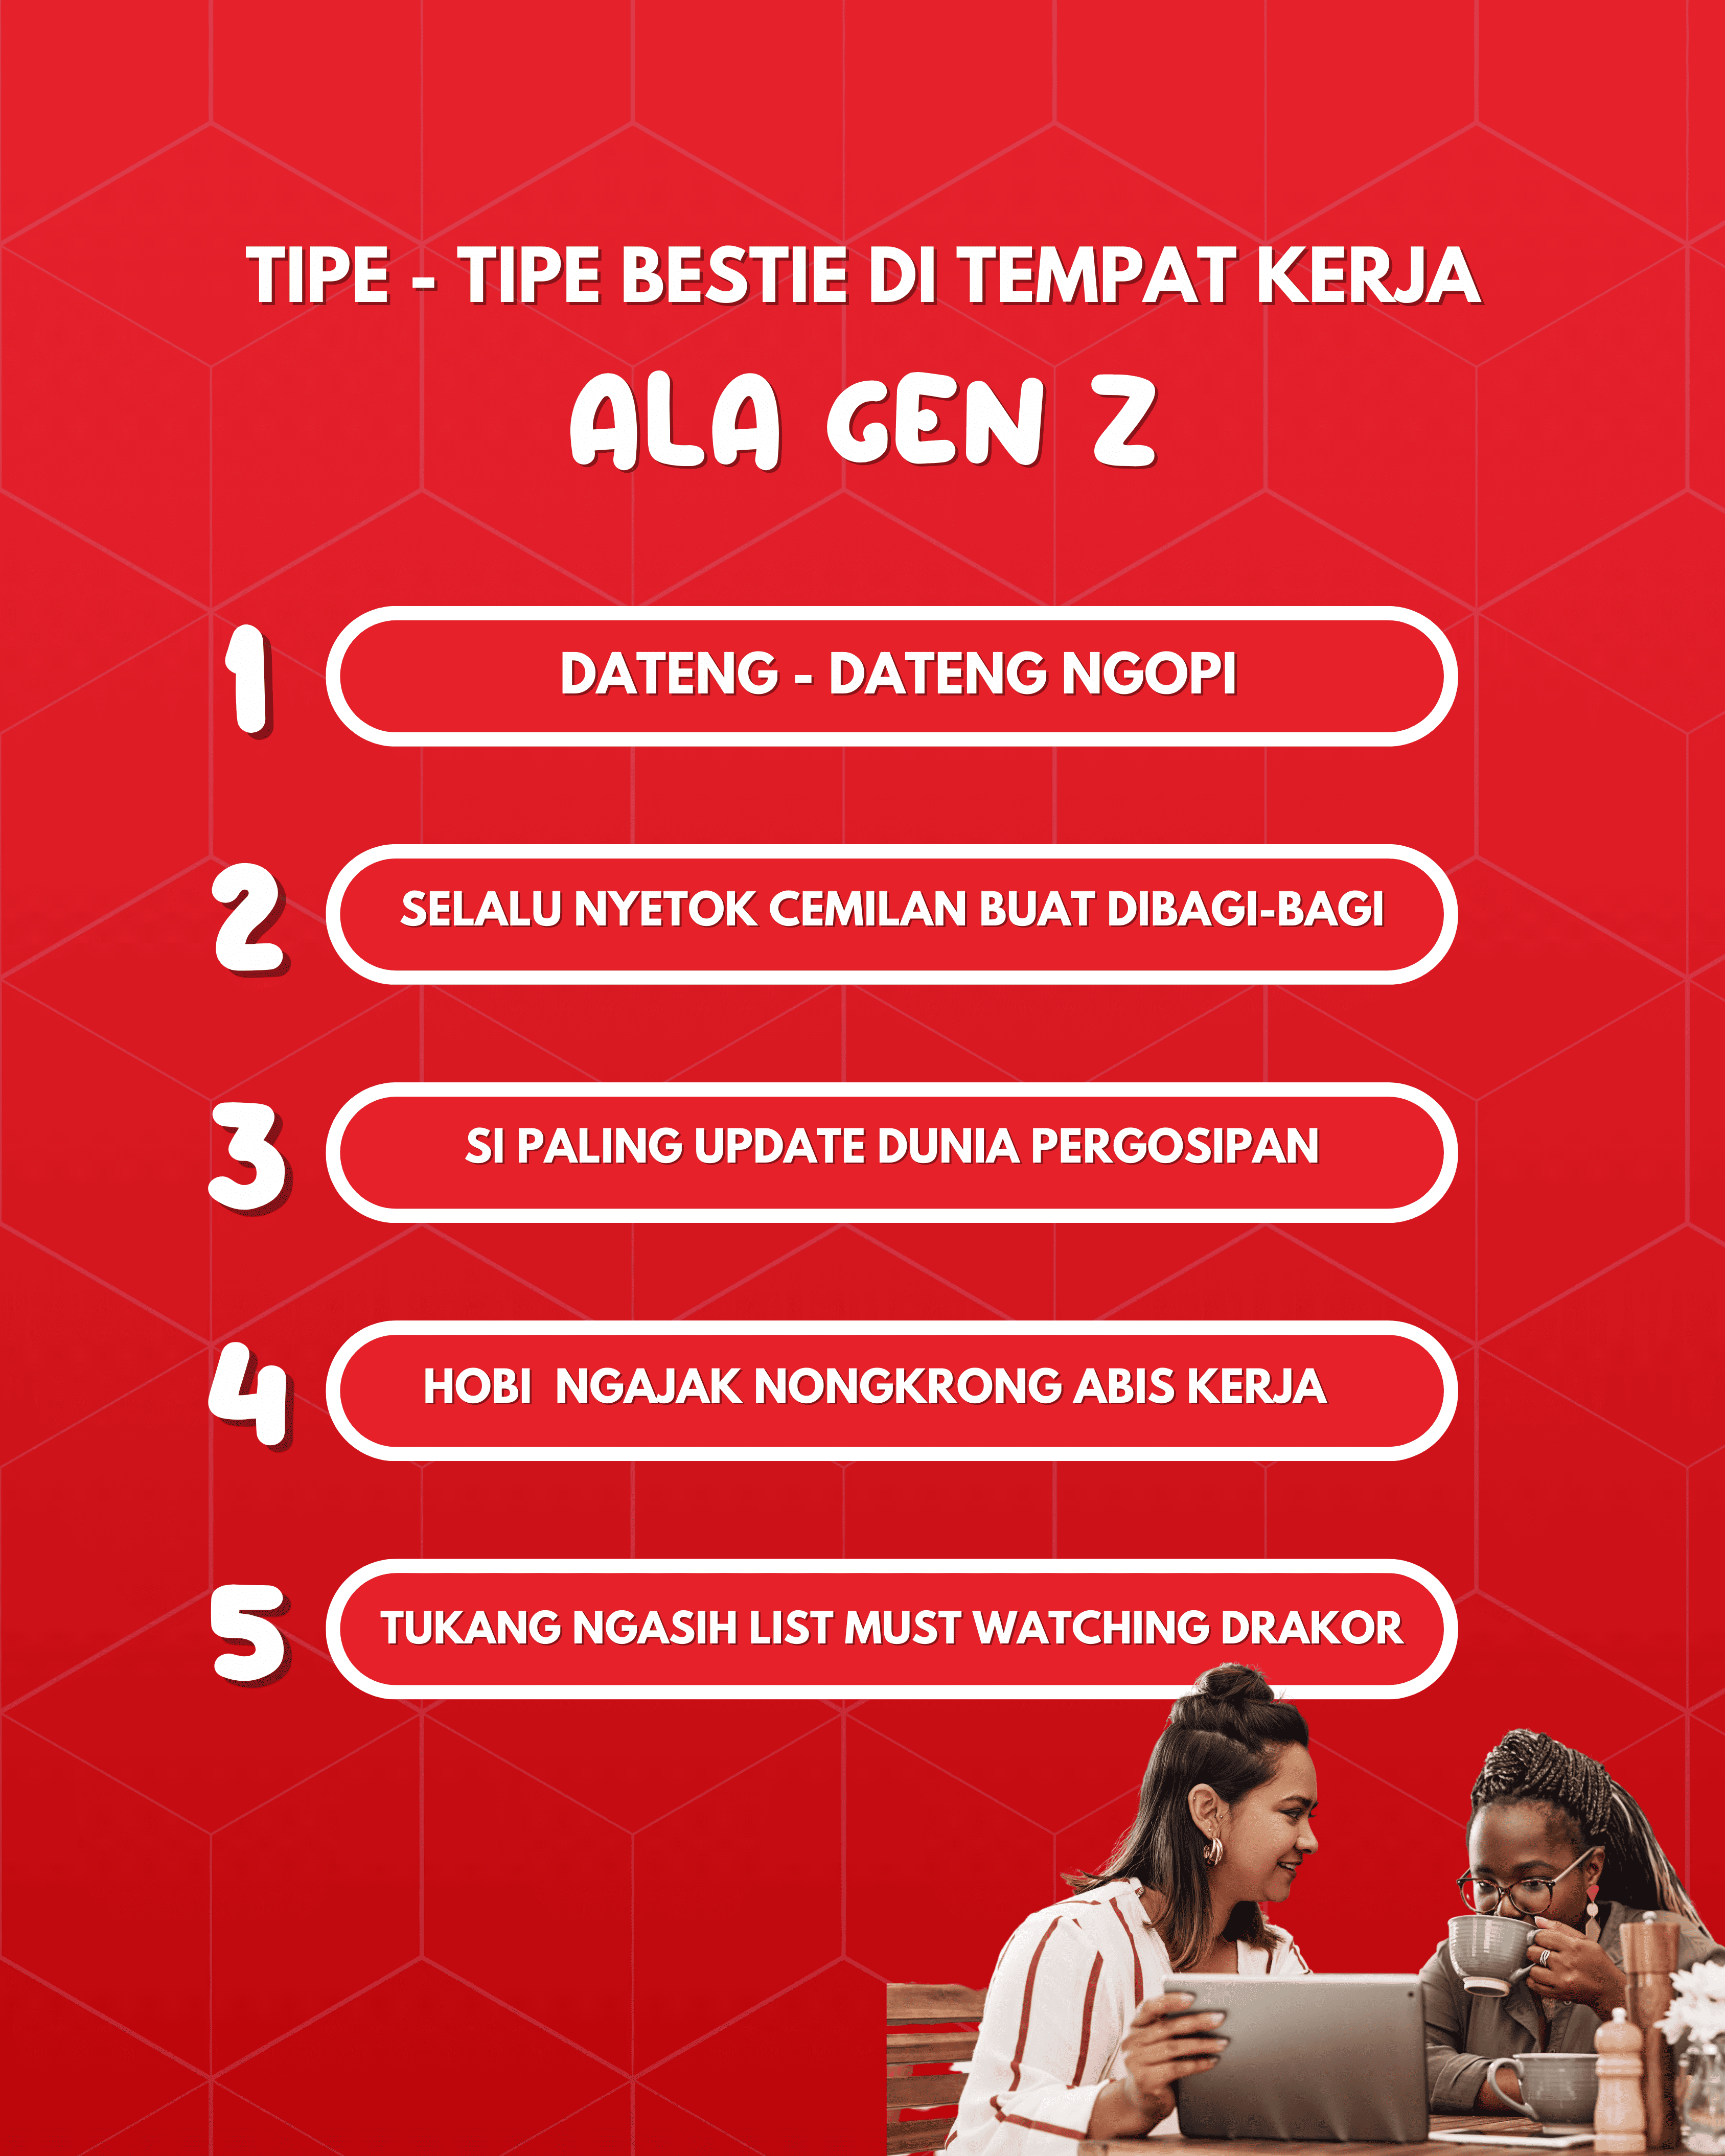 TIPE - TIPE BESTIE DI TEMPAT KERJA
ALA GEN Z
1
DATENG - DATENG NGOPI
2
SELALU NYETOK CEMILAN BUAT DIBAGI-BAGI
3
SI PALING UPDATE DUNIA PERGOSIPAN
4
HOBI  NGAJAK NONGKRONG ABIS KERJA
5
TUKANG NGASIH LIST MUST WATCHING DRAKOR